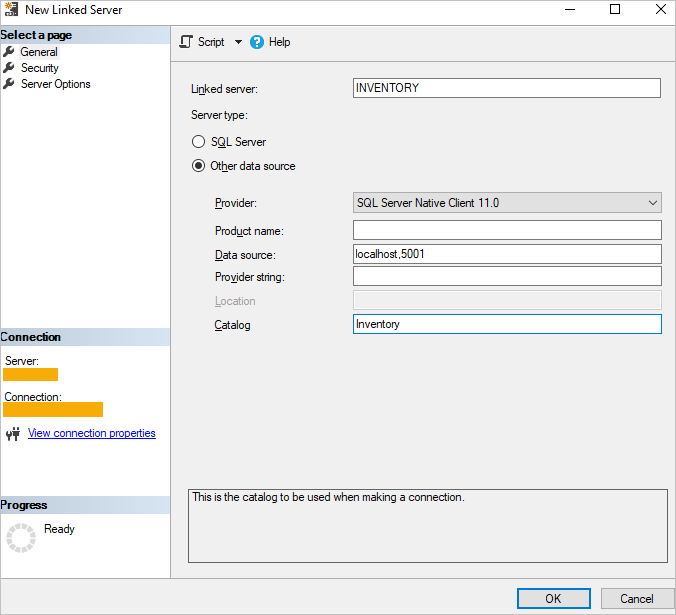 New Linked Server
Select a page
General
Security
Server Options
Script
Help
Linked server:
INVENTORY
Server type:
SQL Server
Other data source
Provider:
SQL Server Native Client 11.0
Product name:
Data source:
localhost,5001
Provider string:
Location
Catalog
Inventory
Connection
Server:
Connection:
View connection properties
Progress
Ready
This is the catalog to be used when making a connection.
OK
Cancel